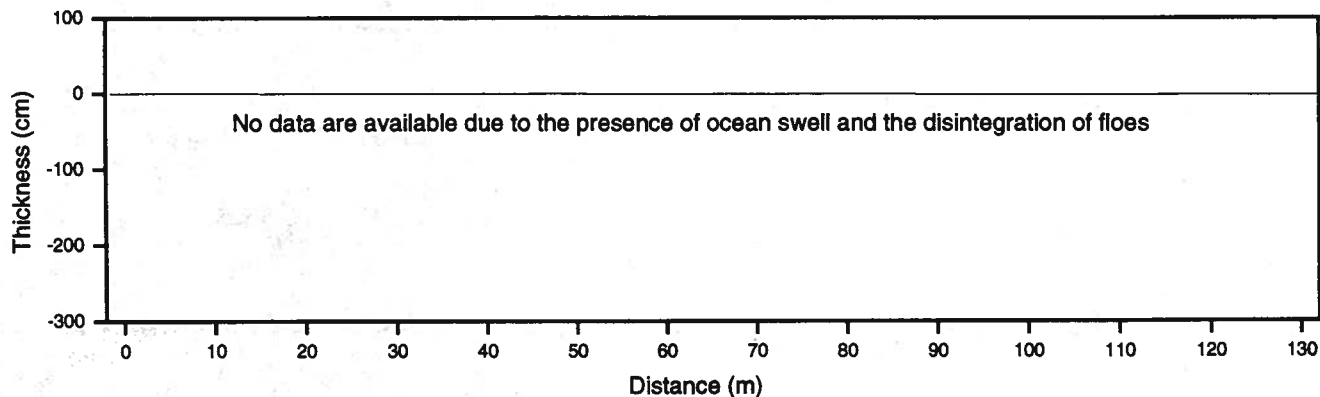 100
0
-100
-200
-300
Thickness (cm)
No data are available due to the presence of ocean swell and the disintegration of floes
0 10 20 30 40 50 60 70 80 90 100 110 120 130
Distance (m)